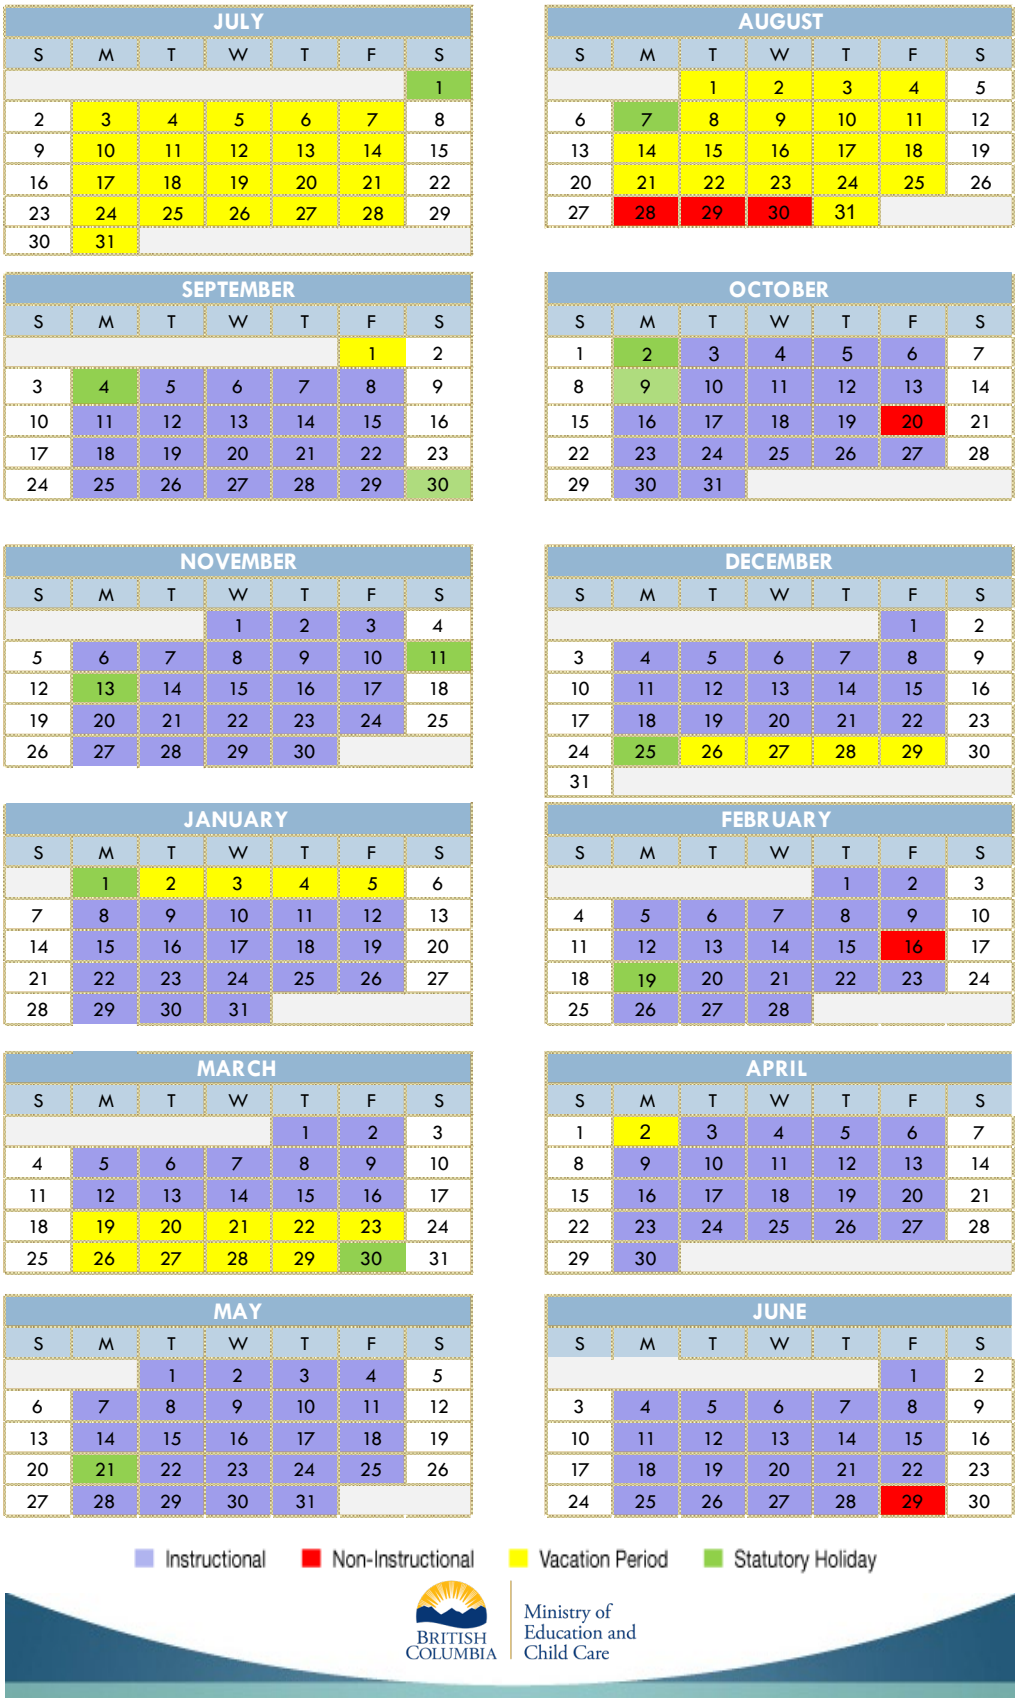 JULY
S M T W T F S
1
2 3 4 5 6 7 8
9 10 11 12 13 14 15
16 17 18 19 20 21 22
23 24 25 26 27 28 29
30 31
AUGUST
S M T W T F S
1 2 3 4 5
6 7 8 9 10 11 12
13 14 15 16 17 18 19
20 21 22 23 24 25 26
27 28 29 30 31
SEPTEMBER
S M T W T F S
1 2
3 4 5 6 7 8 9
10 11 12 13 14 15 16
17 18 19 20 21 22 23
24 25 26 27 28 29 30
OCTOBER
S M T W T F S
1 2 3 4 5 6 7
8 9 10 11 12 13 14
15 16 17 18 19 20 21
22 23 24 25 26 27 28
29 30 31
NOVEMBER
S M T W T F S
1 2 3 4
5 6 7 8 9 10 11
12 13 14 15 16 17 18
19 20 21 22 23 24 25
26 27 28 29 30
DECEMBER
S M T W T F S
1 2
3 4 5 6 7 8 9
10 11 12 13 14 15 16
17 18 19 20 21 22 23
24 25 26 27 28 29 30
31
JANUARY
S M T W T F S
1 2 3 4 5 6
7 8 9 10 11 12 13
14 15 16 17 18 19 20
21 22 23 24 25 26 27
28 29 30 31
FEBRUARY
S M T W T F S
1 2 3
4 5 6 7 8 9 10
11 12 13 14 15 16 17
18 19 20 21 22 23 24
25 26 27 28
MARCH
S M T W T F S
1 2 3
4 5 6 7 8 9 10
11 12 13 14 15 16 17
18 19 20 21 22 23 24
25 26 27 28 29 30 31
APRIL
S M T W T F S
1 2 3 4 5 6 7
8 9 10 11 12 13 14
15 16 17 18 19 20 21
22 23 24 25 26 27 28
29 30
MAY
S M T W T F S
1 2 3 4 5
6 7 8 9 10 11 12
13 14 15 16 17 18 19
20 21 22 23 24 25 26
27 28 29 30 31
JUNE
S M T W T F S
1 2
3 4 5 6 7 8 9
10 11 12 13 14 15 16
17 18 19 20 21 22 23
24 25 26 27 28 29 30
Instructional Non-Instructional Vacation Period Statutory Holiday
BRITISH
COLUMBIA
Ministry of
Education and
Child Care